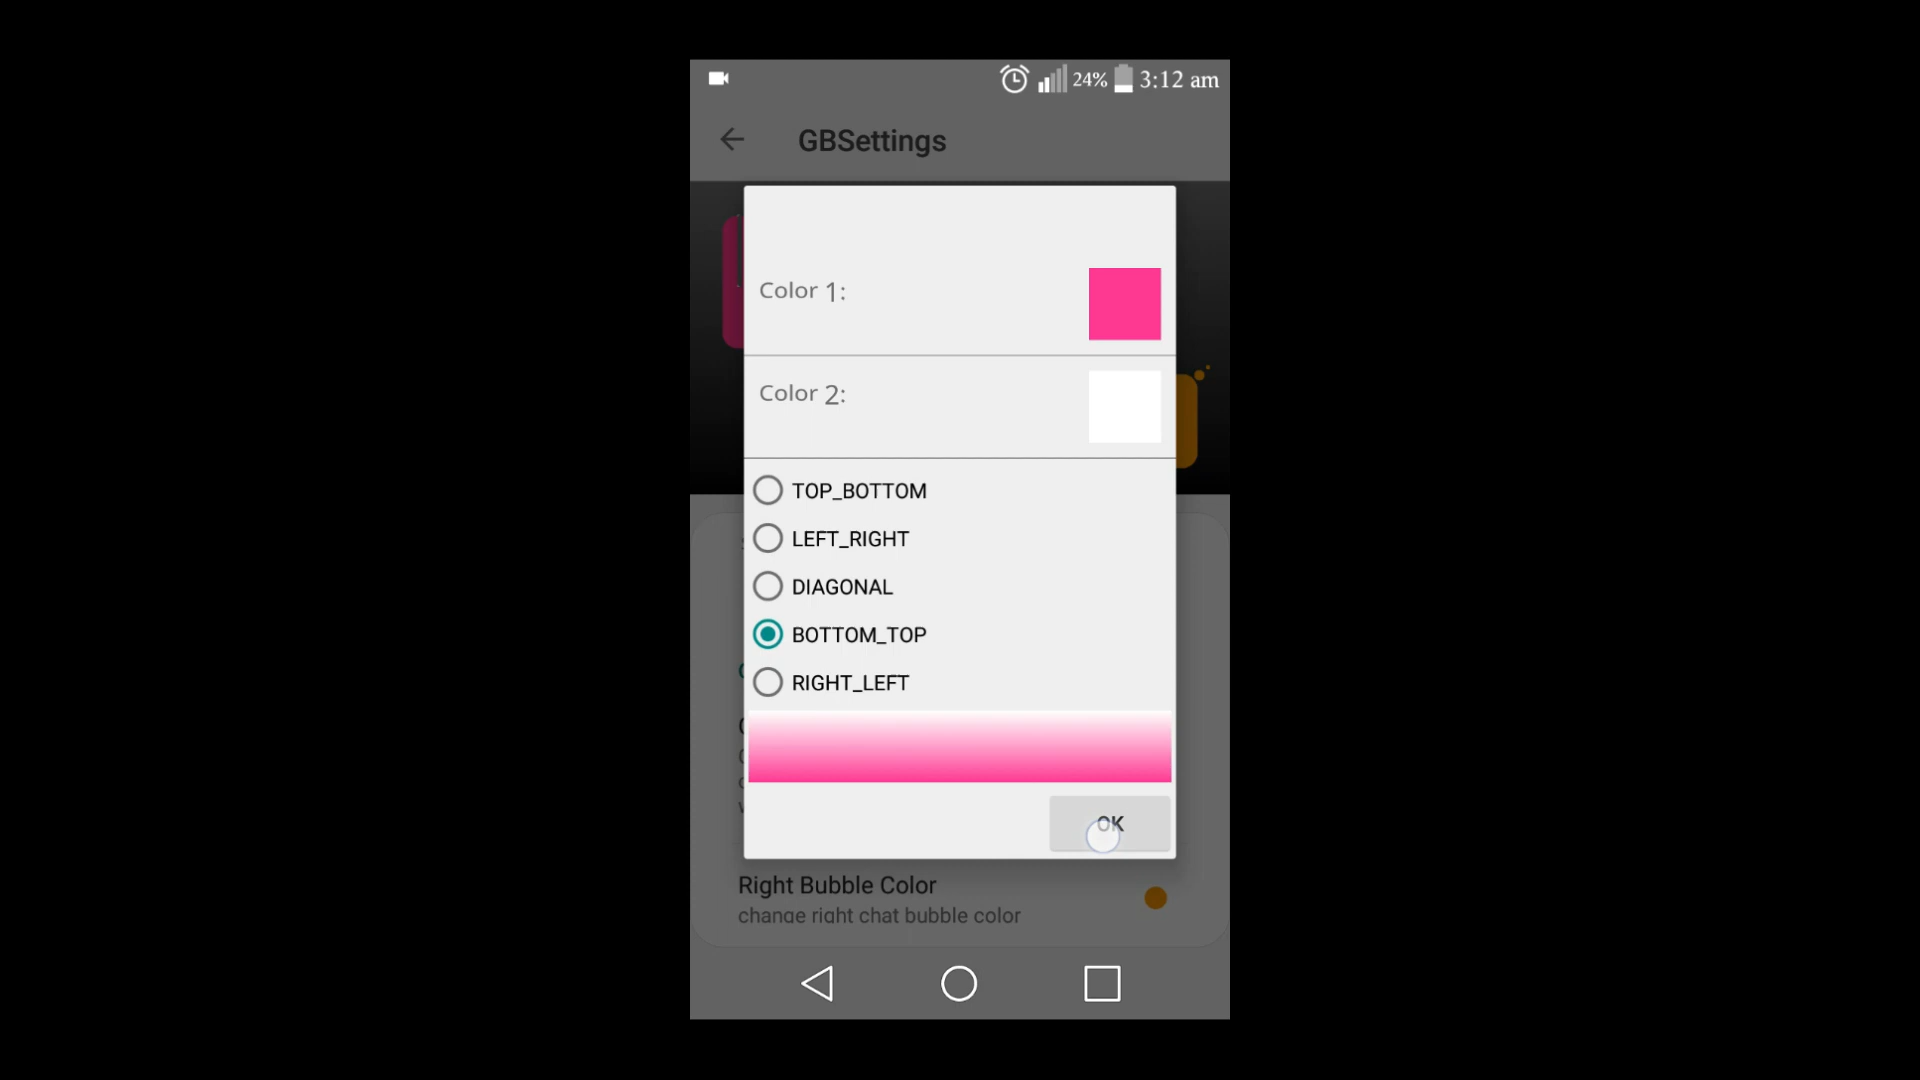 24% 3:12 am
GBSettings
Color 1:
Color 2:
TOP_BOTTOM
LEFT_RIGHT
DIAGONAL
BOTTOM_TOP
RIGHT_LEFT
OK
Right Bubble Color
change right chat bubble color